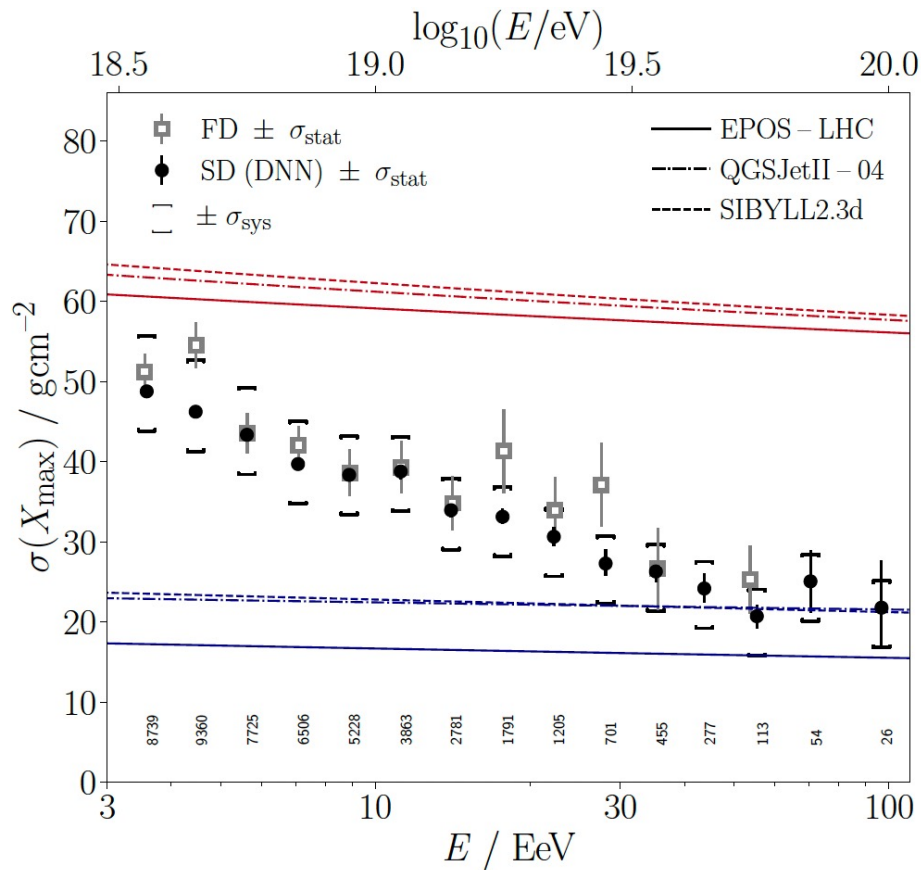 log₁₀(E/eV)
18.5 19.0 19.5 20.0
FD ± σstat
SD (DNN) ± σstat
± σsys
EPOS – LHC
QGSJetII – 04
SIBYLL2.3d
σ(Xmax) / gcm⁻²
80
70
60
50
40
30
20
10
0
8739 9360 7725 6506 5228 3863 2781 1791 1205 701 455 277 113 54 26
3 10 30 100
E / EeV